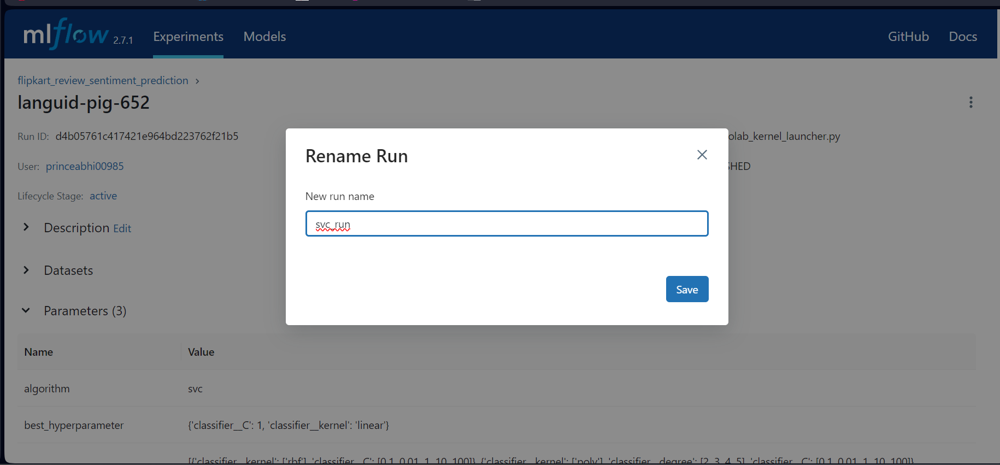 mlflow 2.7.1 Experiments Models GitHub Docs
flipkart_review_sentiment_prediction >
languid-pig-652
Run ID: d4b05761c417421e964bd223762f21b5 olab_kernel_launcher.py
User: princeabhi00985 SHED
Lifecycle Stage: active
Rename Run
New run name
svc_run
Save
Description Edit
Datasets
Parameters (3)
Name Value
algorithm svc
best_hyperparameter {'classifier__C': 1, 'classifier__kernel': 'linear'}
[{'classifier__kernel': ['rbf'], 'classifier__C': [0.1, 0.01, 1, 10, 100]}, {'classifier__kernel': ['poly'], 'classifier__degree': [2, 3, 4, 5], 'classifier__C': [0.1, 0.01, 1, 10, 100]},